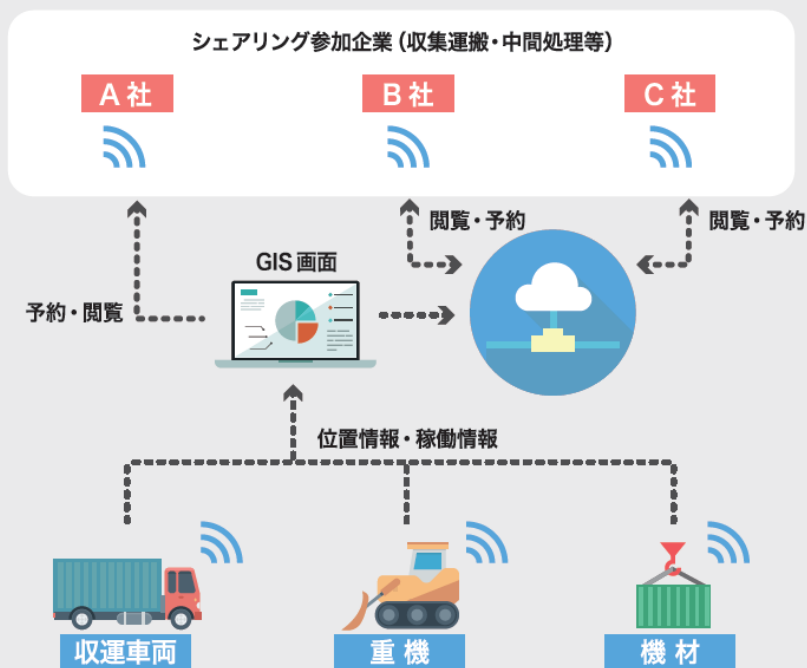 シェアリング参加企業（収集運搬・中間処理等）
A社
B社
C社
閲覧・予約
閲覧・予約
GIS画面
予約・閲覧
位置情報・稼働情報
収運車両
重機
機材